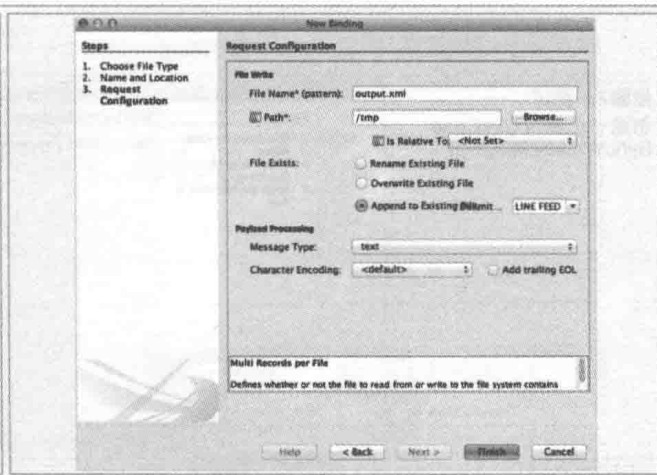 New Binding
Steps
1. Choose File Type
2. Name and Location
3. Request
Configuration
Request Configuration
File Write
File Name* (pattern): output.xml
Path*: /tmp Browse...
Is Relative To: <Not Set>
File Exists: Rename Existing File
Overwrite Existing File
Append to Existing LINE FEED
Payload Processing
Message Type: text
Character Encoding: <default> Add trailing EOL
Multi Records per File
Defines whether or not the file to read from or write to the file system contains
Help < Back Next > Finish Cancel